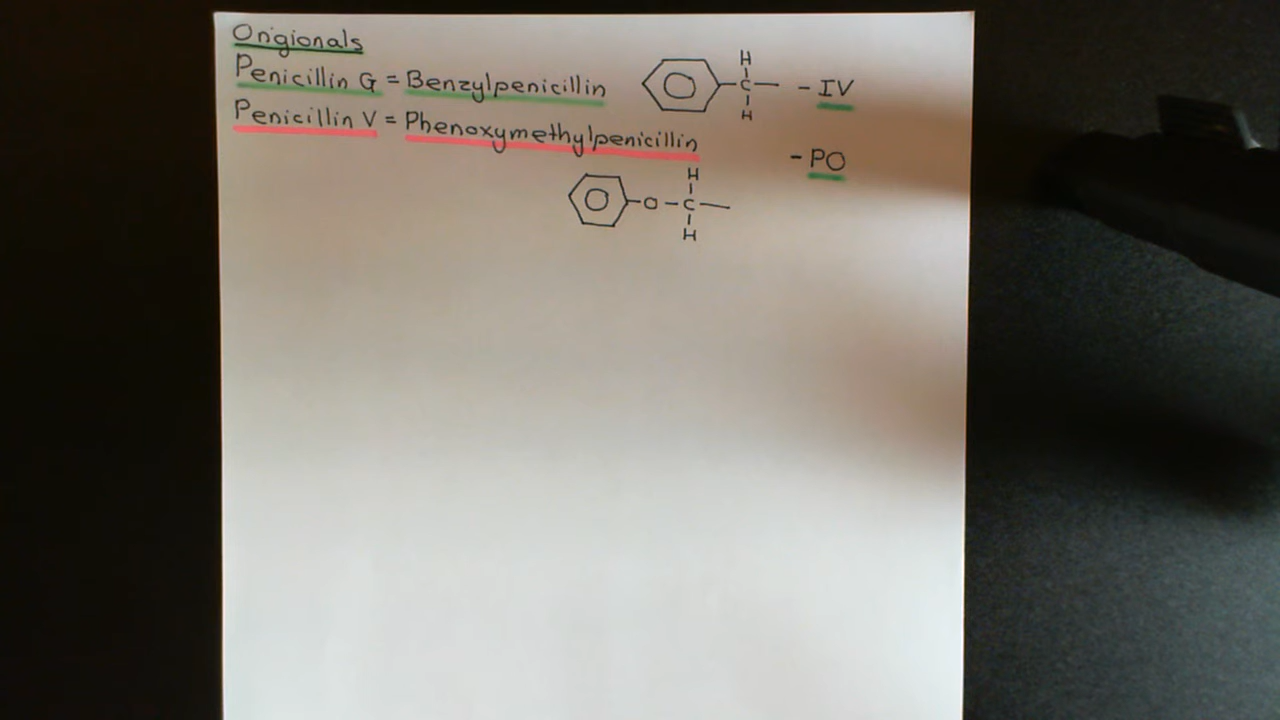 Origionals
Penicillin G = Benzylpenicillin
H
C
H
- IV
Penicillin V = Phenoxymethylpenicillin
- PO
H
O - C
H